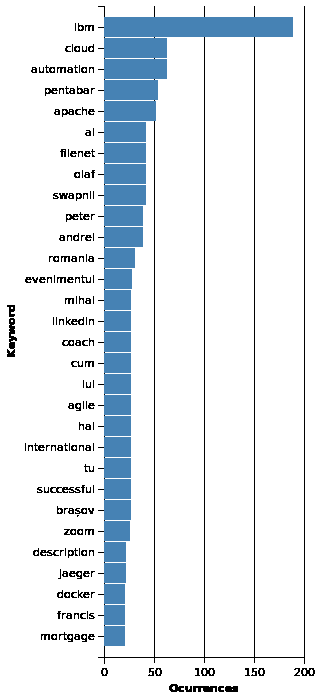 ibm
cloud
automation
pentabar
apache
ai
filenet
olaf
swapnil
peter
andrei
romania
evenimentul
mihai
linkedin
coach
cum
lui
agile
hai
international
tu
successful
brașov
zoom
description
jaeger
docker
francis
mortgage
Keyword
0 50 100 150 200
Ocurrences